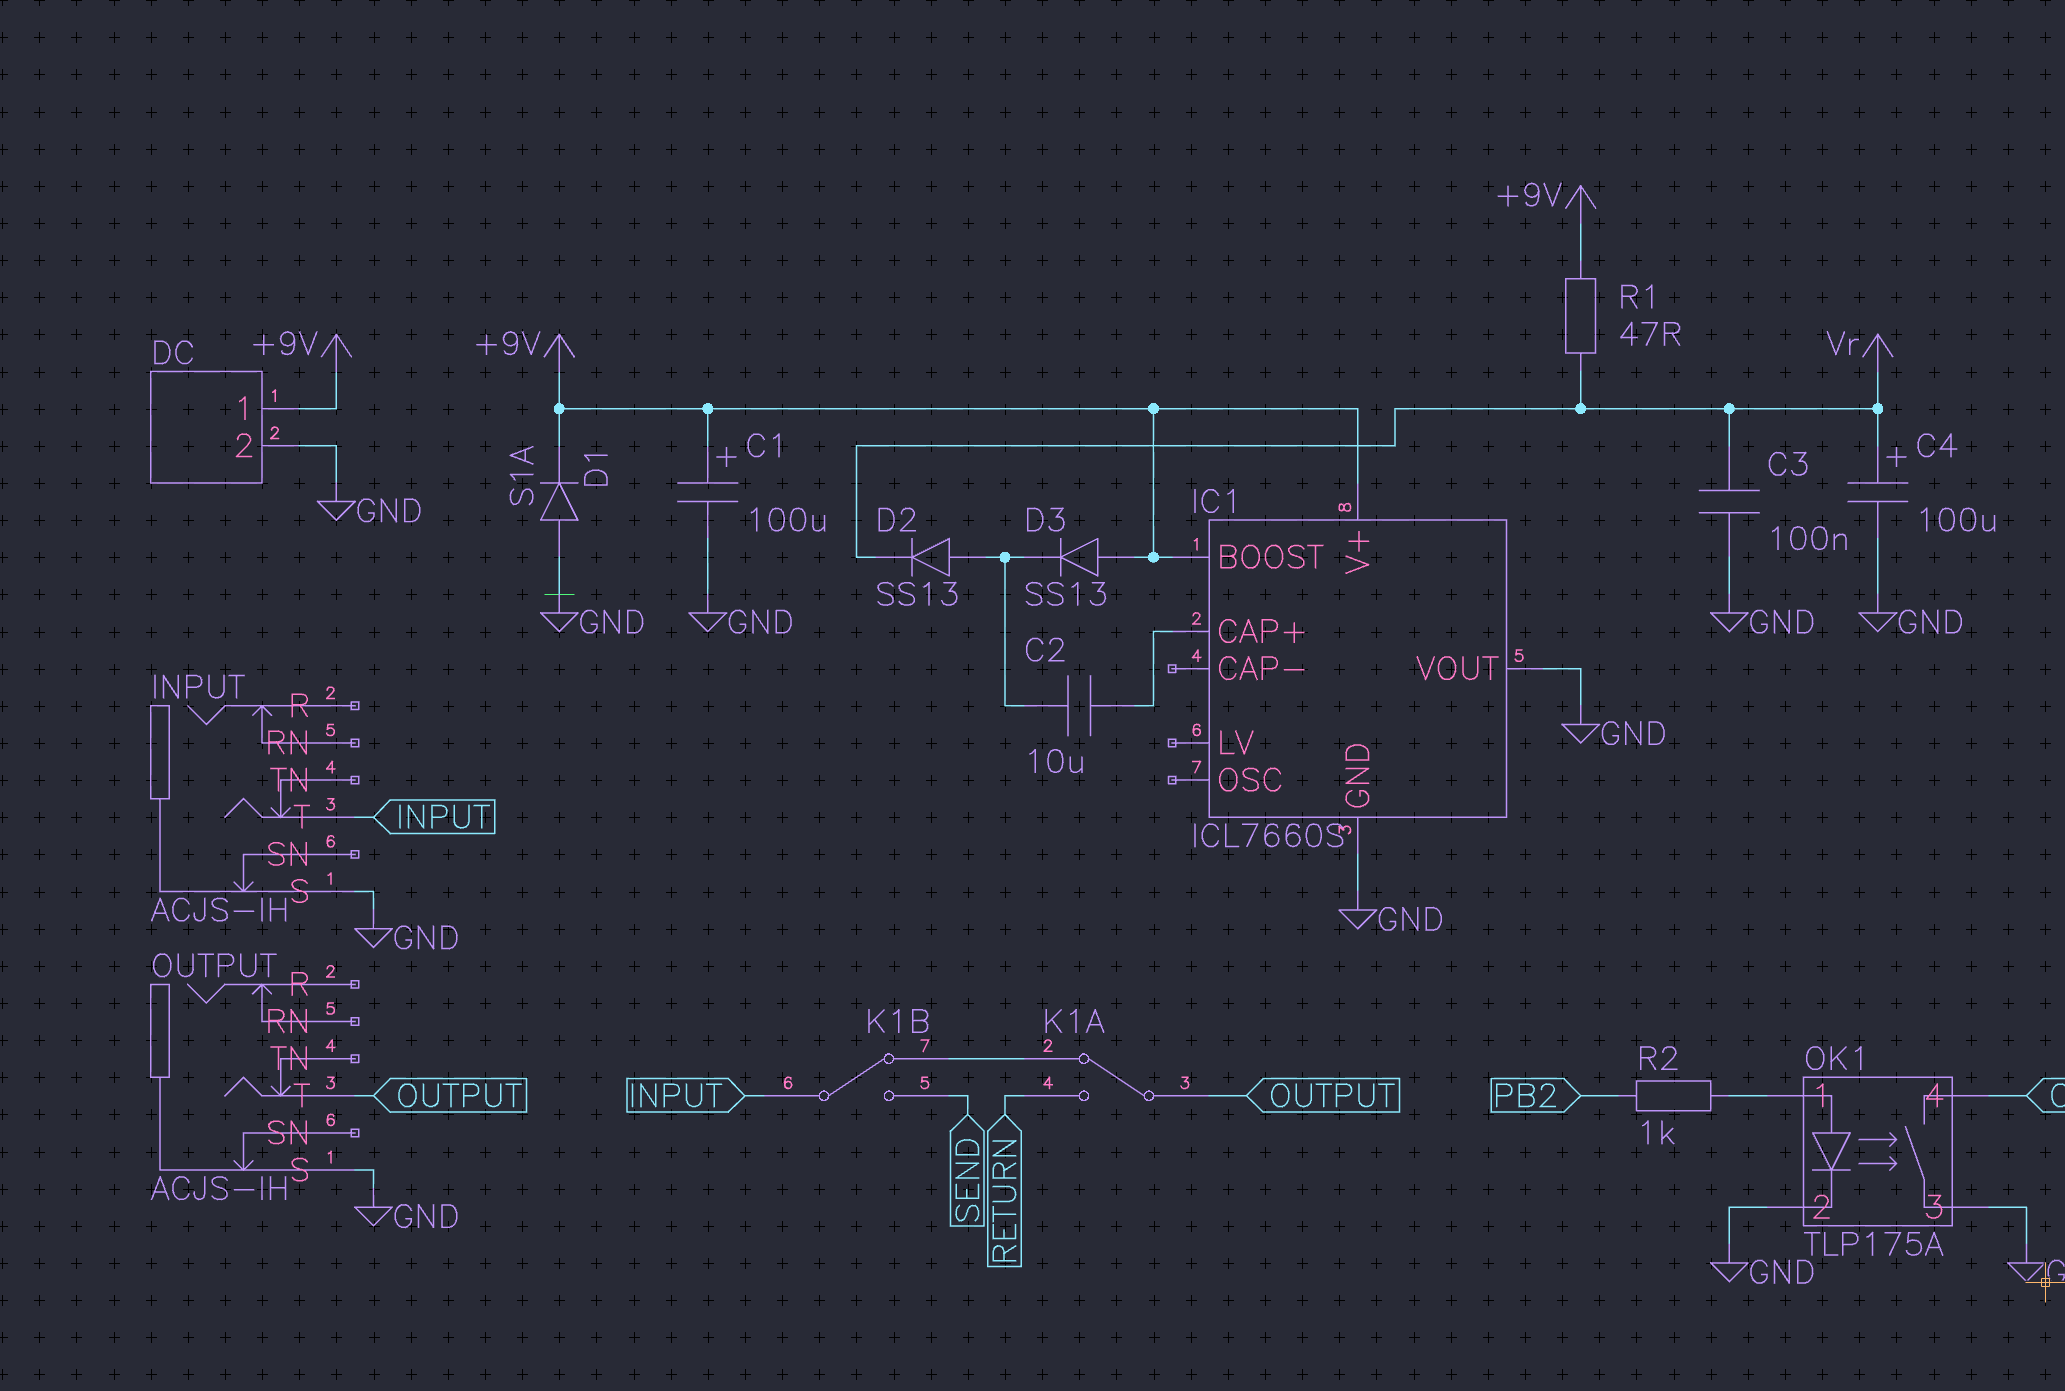 +9V
R1
47R
DC
+9V
1
1
2
2
GND
+9V
S1A
D1
GND
C1
+
100u
GND
D2
SS13
D3
SS13
C2
10u
IC1
8
V+
1
BOOST
2
CAP+
4
CAP-
6
LV
7
OSC
VOUT
5
GND
GND
3
ICL7660S
GND
Vr
C3
100n
GND
C4
+
100u
GND
INPUT
R
2
RN
5
TN
4
T
3
INPUT
SN
6
S
1
ACJS-IH
GND
OUTPUT
R
2
RN
5
TN
4
T
3
OUTPUT
SN
6
S
1
ACJS-IH
GND
K1B
K1A
7
2
INPUT
6
5
4
3
OUTPUT
SEND
RETURN
PB2
R2
1k
OK1
1
4
2
3
TLP175A
GND